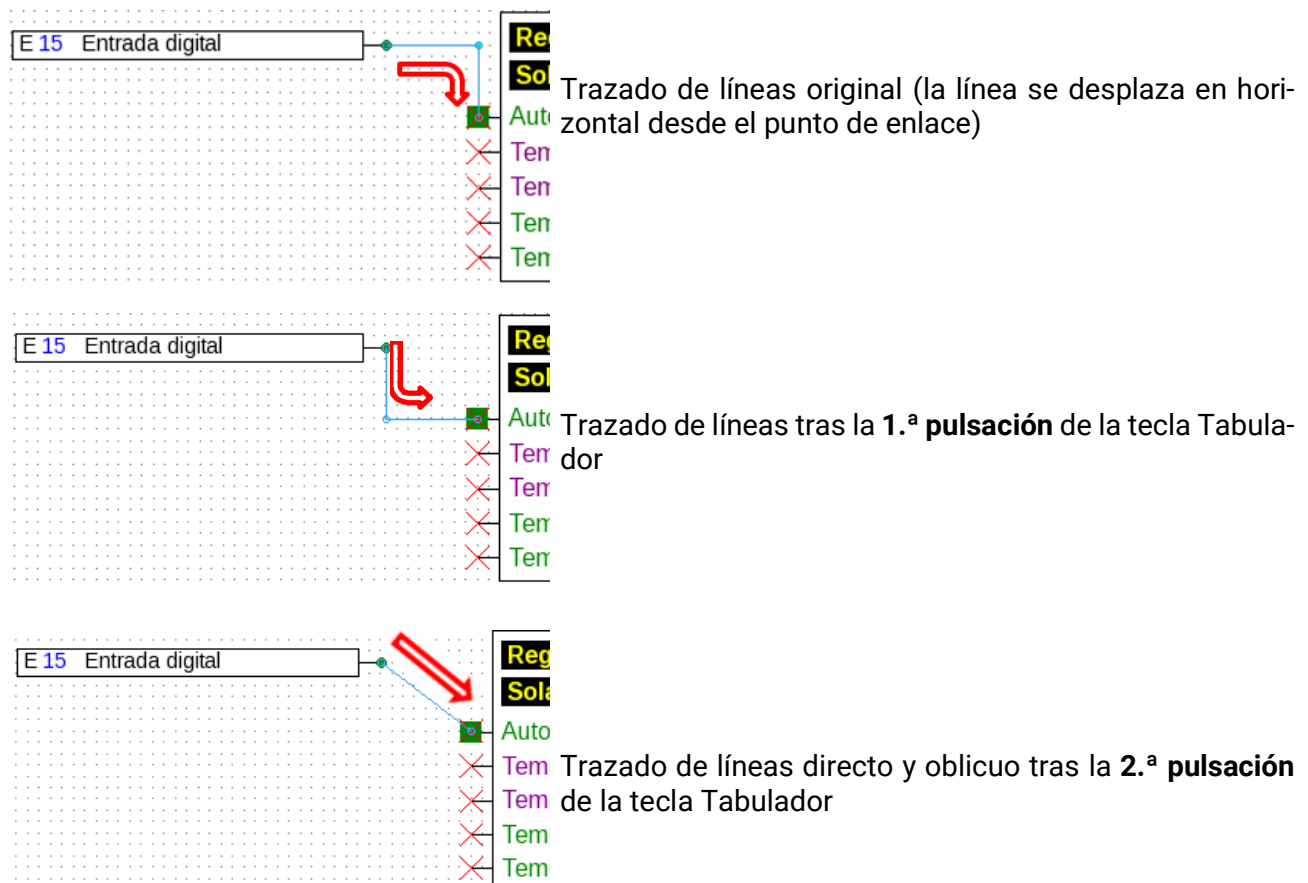 E 15 Entrada digital
Reg
Sol
Auto
Tem
Tem
Tem
Tem
Trazado de líneas original (la línea se desplaza en hori-
zontal desde el punto de enlace)
E 15 Entrada digital
Reg
Sol
Auto
Tem
Tem
Tem
Tem
Trazado de líneas tras la 1.ª pulsación de la tecla Tabula-
dor
E 15 Entrada digital
Reg
Sola
Auto
Tem
Tem
Tem
Tem
Trazado de líneas directo y oblicuo tras la 2.ª pulsación
de la tecla Tabulador